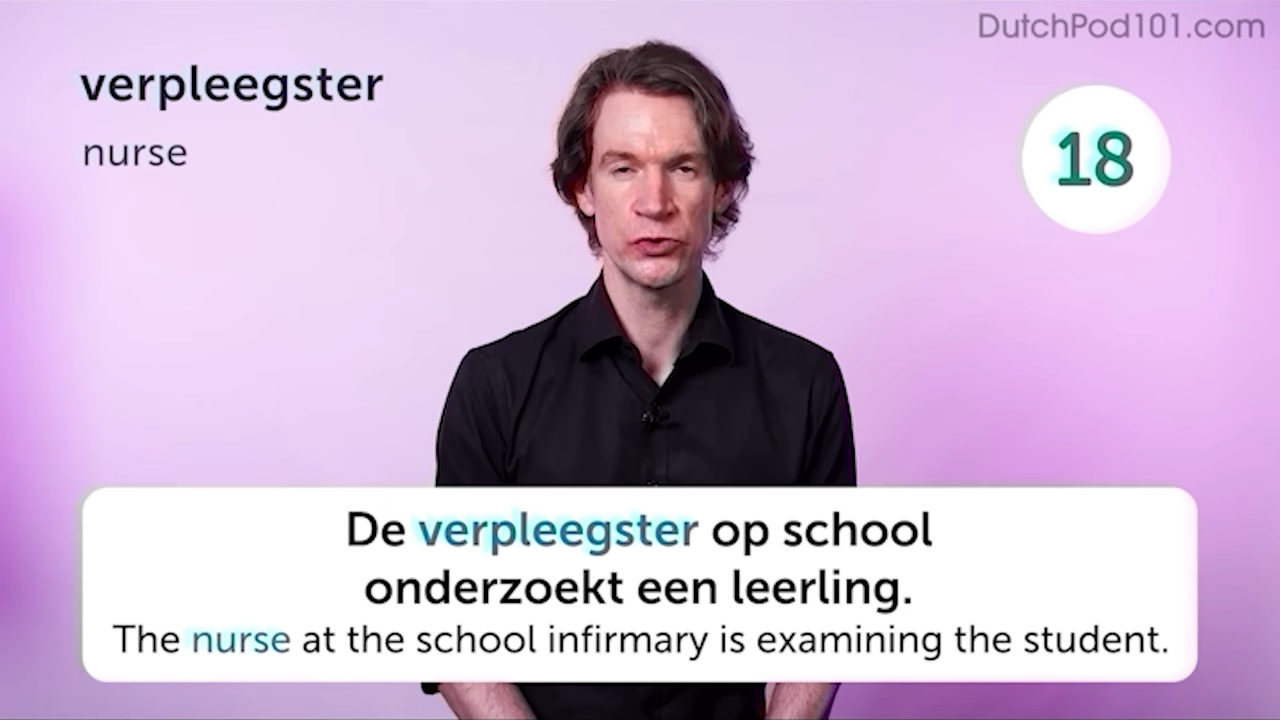 DutchPod101.com
verpleegster
nurse
18
De verpleegster op school
onderzoekt een leerling.
The nurse at the school infirmary is examining the student.